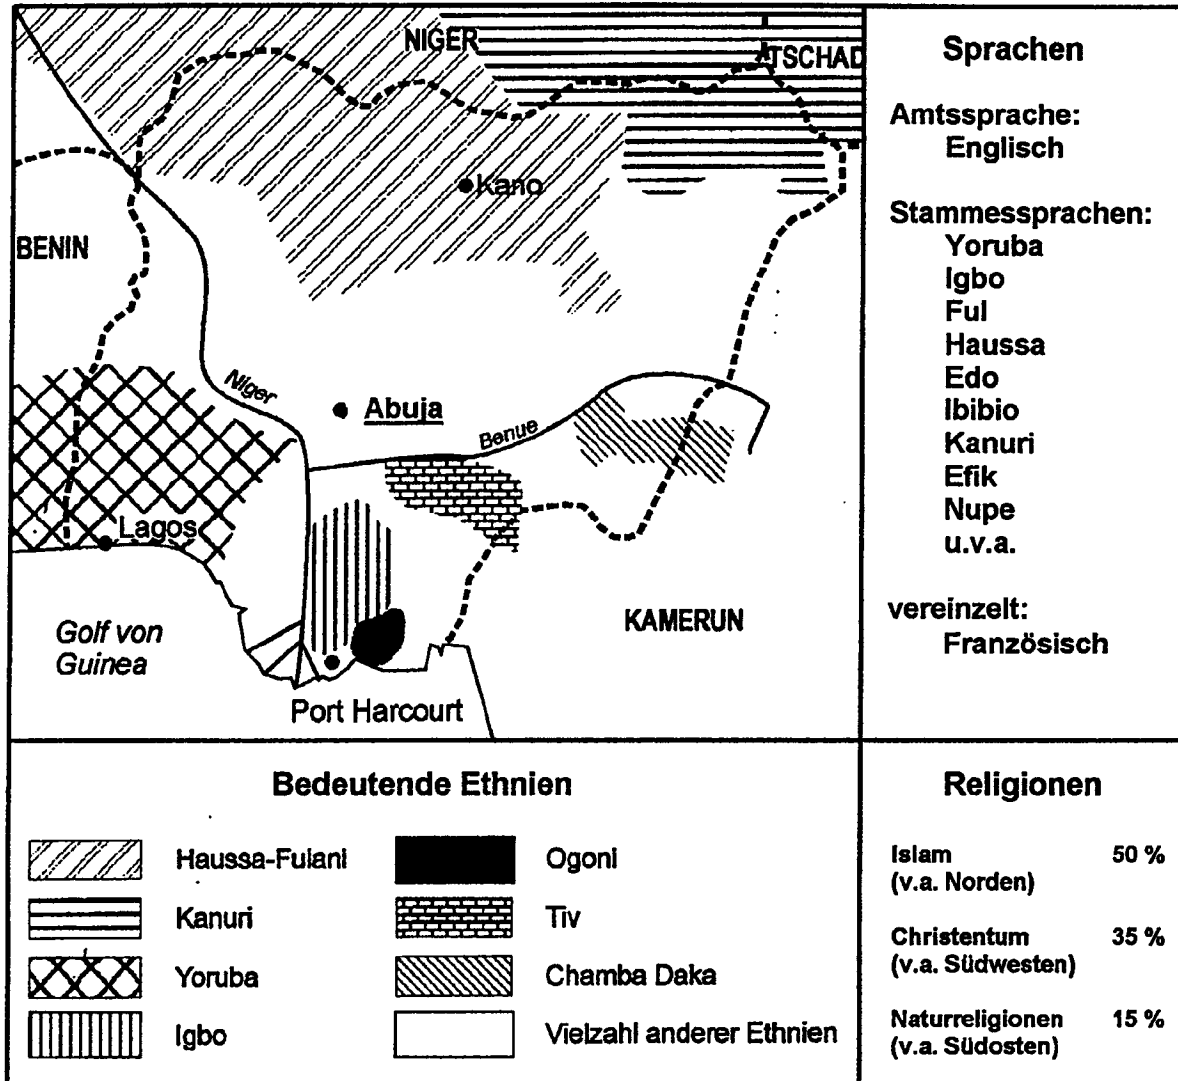 NIGER
TSCHAD
Kano
BENIN
Niger
Abuja
Benue
Lagos
KAMERUN
Golf von
Guinea
Port Harcourt
Sprachen
Amtssprache:
Englisch
Stammessprachen:
Yoruba
Igbo
Ful
Haussa
Edo
Ibibio
Kanuri
Efik
Nupe
u.v.a.
vereinzelt:
Französisch
Bedeutende Ethnien
Haussa-Fulani
Kanuri
Yoruba
Igbo
Ogoni
Tiv
Chamba Daka
Vielzahl anderer Ethnien
Religionen
Islam 50 %
(v.a. Norden)
Christentum 35 %
(v.a. Südwesten)
Naturreligionen 15 %
(v.a. Südosten)